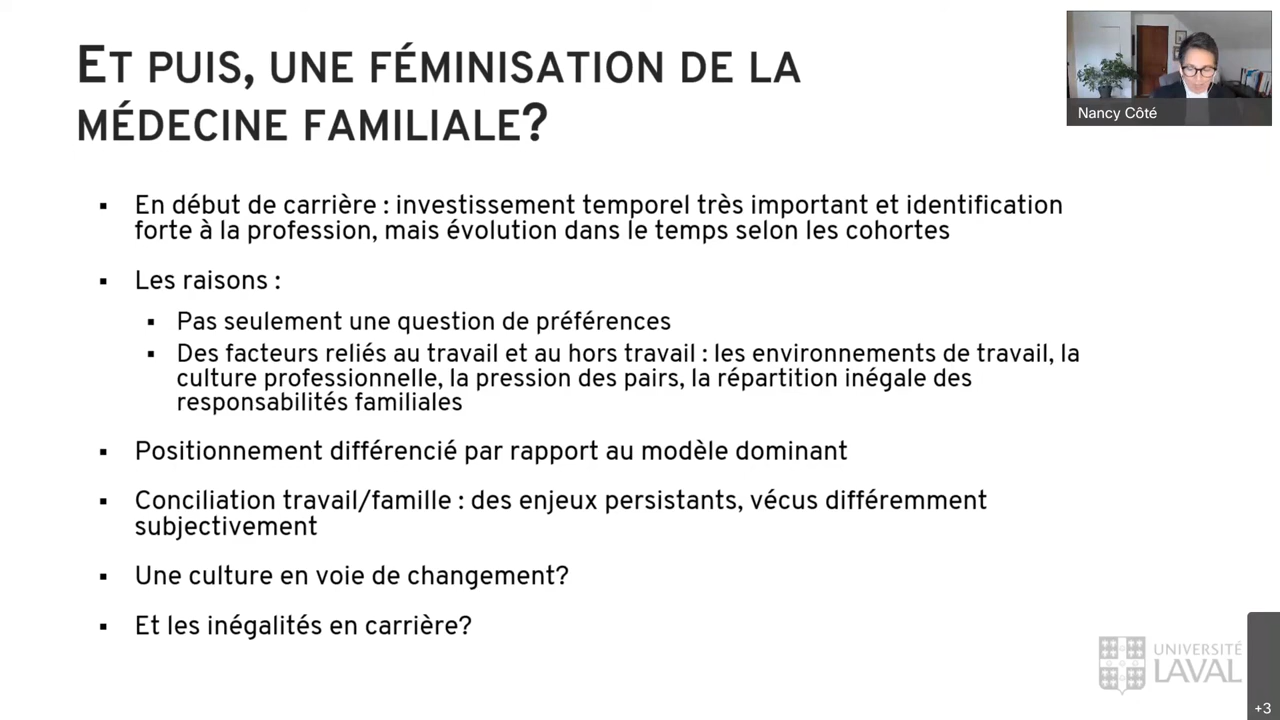 ET PUIS, UNE FÉMINISATION DE LA
MÉDECINE FAMILIALE?
Nancy Côté
▪ En début de carrière : investissement temporel très important et identification
forte à la profession, mais évolution dans le temps selon les cohortes
▪ Les raisons :
▪ Pas seulement une question de préférences
▪ Des facteurs reliés au travail et au hors travail : les environnements de travail, la
culture professionnelle, la pression des pairs, la répartition inégale des
responsabilités familiales
▪ Positionnement différencié par rapport au modèle dominant
▪ Conciliation travail/famille : des enjeux persistants, vécus différemment
subjectivement
▪ Une culture en voie de changement?
▪ Et les inégalités en carrière?
UNIVERSITÉ
LAVAL
+3